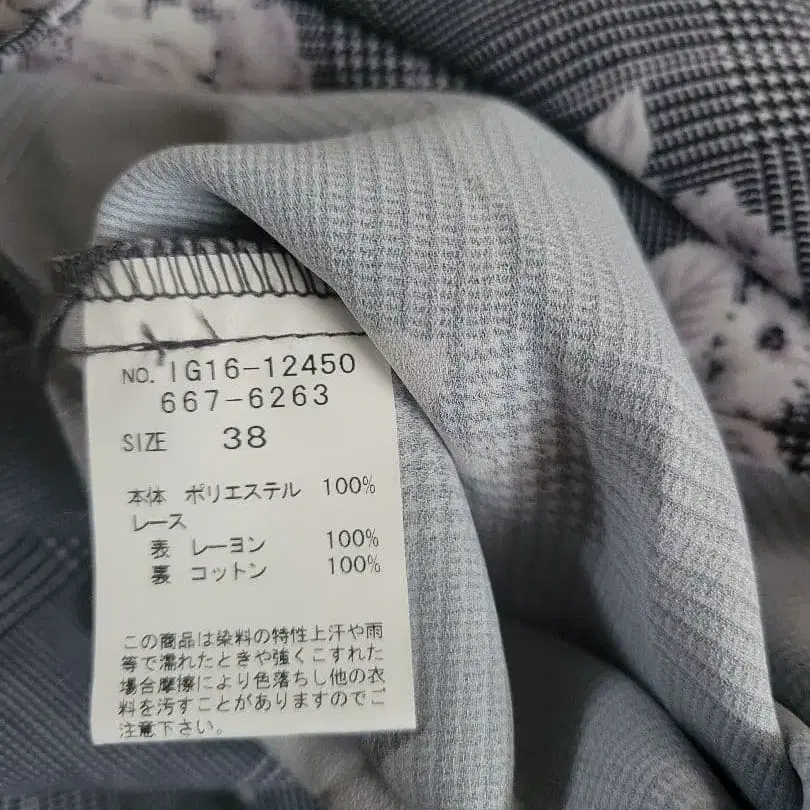 NO. IG16-12450
667-6263
SIZE 38
本体 ポリエステル 100%
レース
表 レーヨン 100%
裏 コットン 100%
この商品は染料の特性上汗や雨
等で濡れたときや強くこすれた
場合摩擦により色落ちし他の衣
料を汚すことがありますのでご
注意下さい。